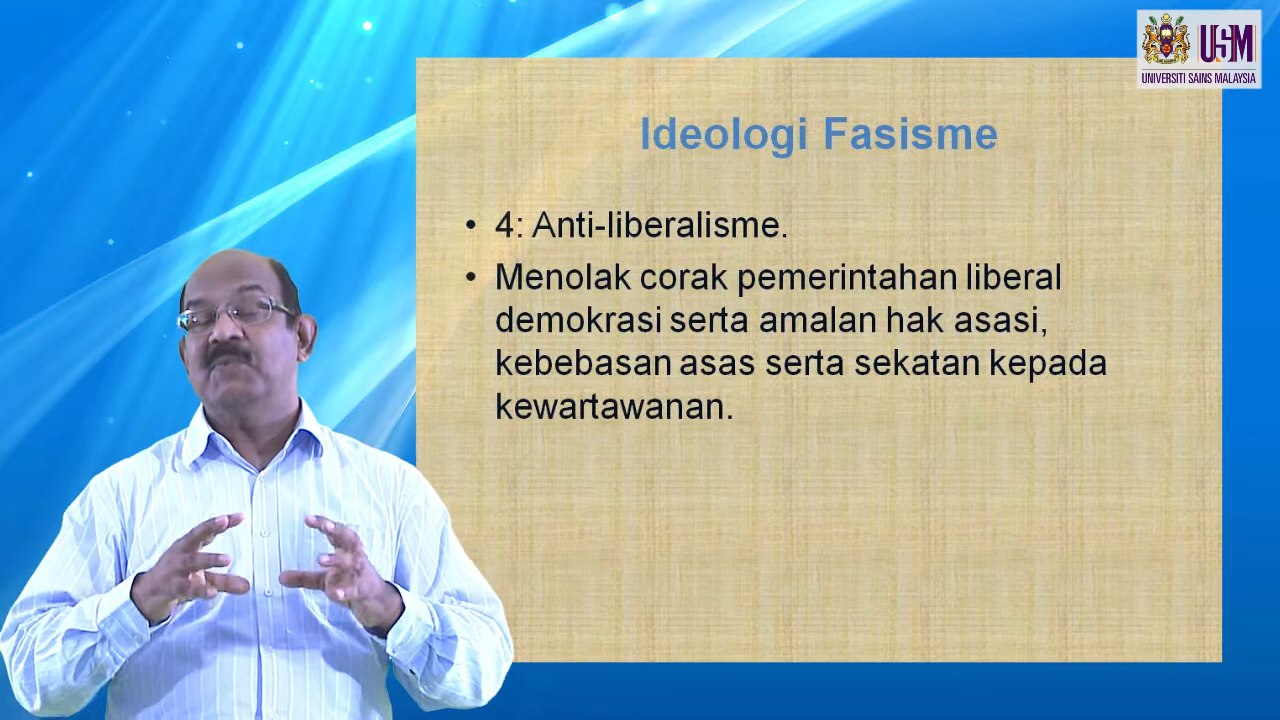 USM
UNIVERSITI SAINS MALAYSIA
Ideologi Fasisme
• 4: Anti-liberalisme.
• Menolak corak pemerintahan liberal
demokrasi serta amalan hak asasi,
kebebasan asas serta sekatan kepada
kewartawanan.